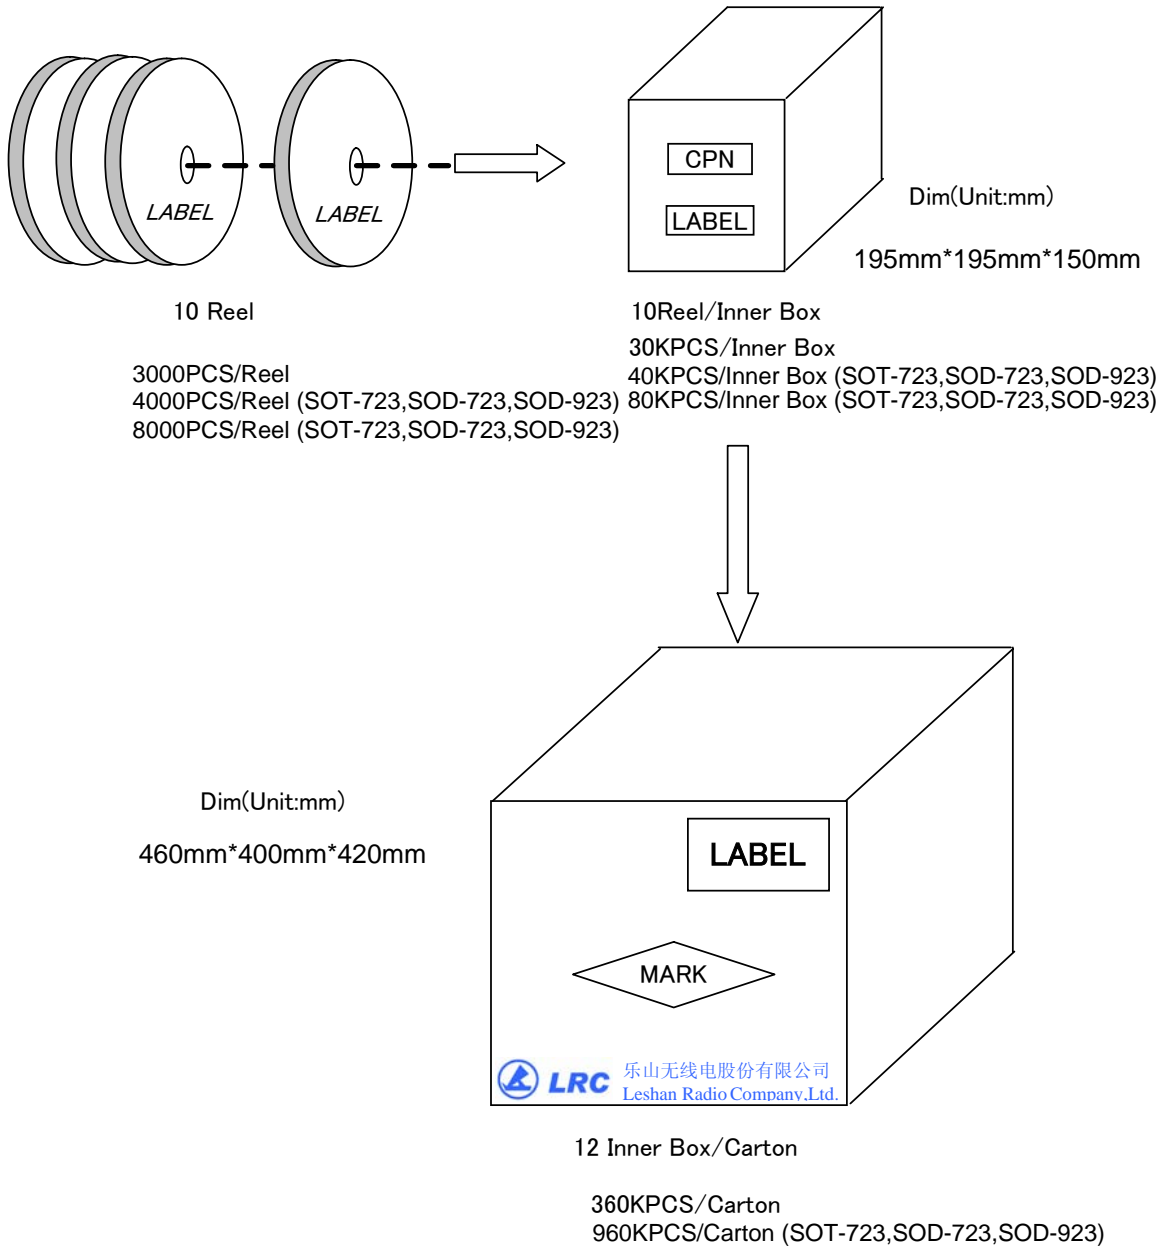 LABEL
LABEL
CPN
LABEL
Dim(Unit:mm)
195mm*195mm*150mm
10 Reel
3000PCS/Reel
4000PCS/Reel (SOT-723,SOD-723,SOD-923)
8000PCS/Reel (SOT-723,SOD-723,SOD-923)
10Reel/Inner Box
30KPCS/Inner Box
40KPCS/Inner Box (SOT-723,SOD-723,SOD-923)
80KPCS/Inner Box (SOT-723,SOD-723,SOD-923)
Dim(Unit:mm)
460mm*400mm*420mm
LABEL
MARK
LRC
乐山无线电股份有限公司
Leshan Radio Company,Ltd.
12 Inner Box/Carton
360KPCS/Carton
960KPCS/Carton (SOT-723,SOD-723,SOD-923)